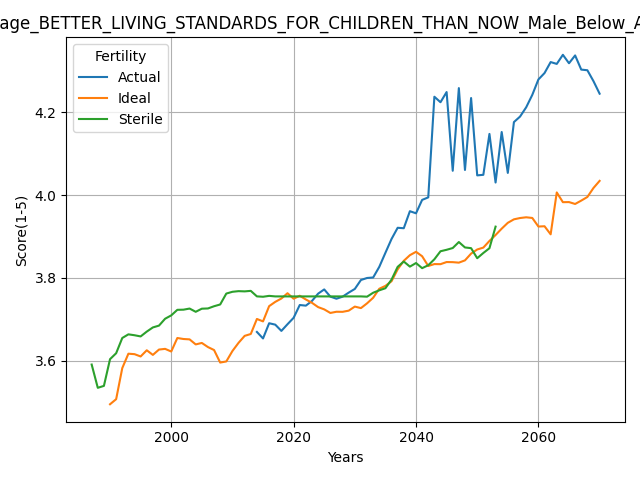 age_BETTER_LIVING_STANDARDS_FOR_CHILDREN_THAN_NOW_Male_Below_A
Fertility
Actual
Ideal
Sterile
4.2
4.0
3.8
3.6
Score(1-5)
2000 2020 2040 2060
Years